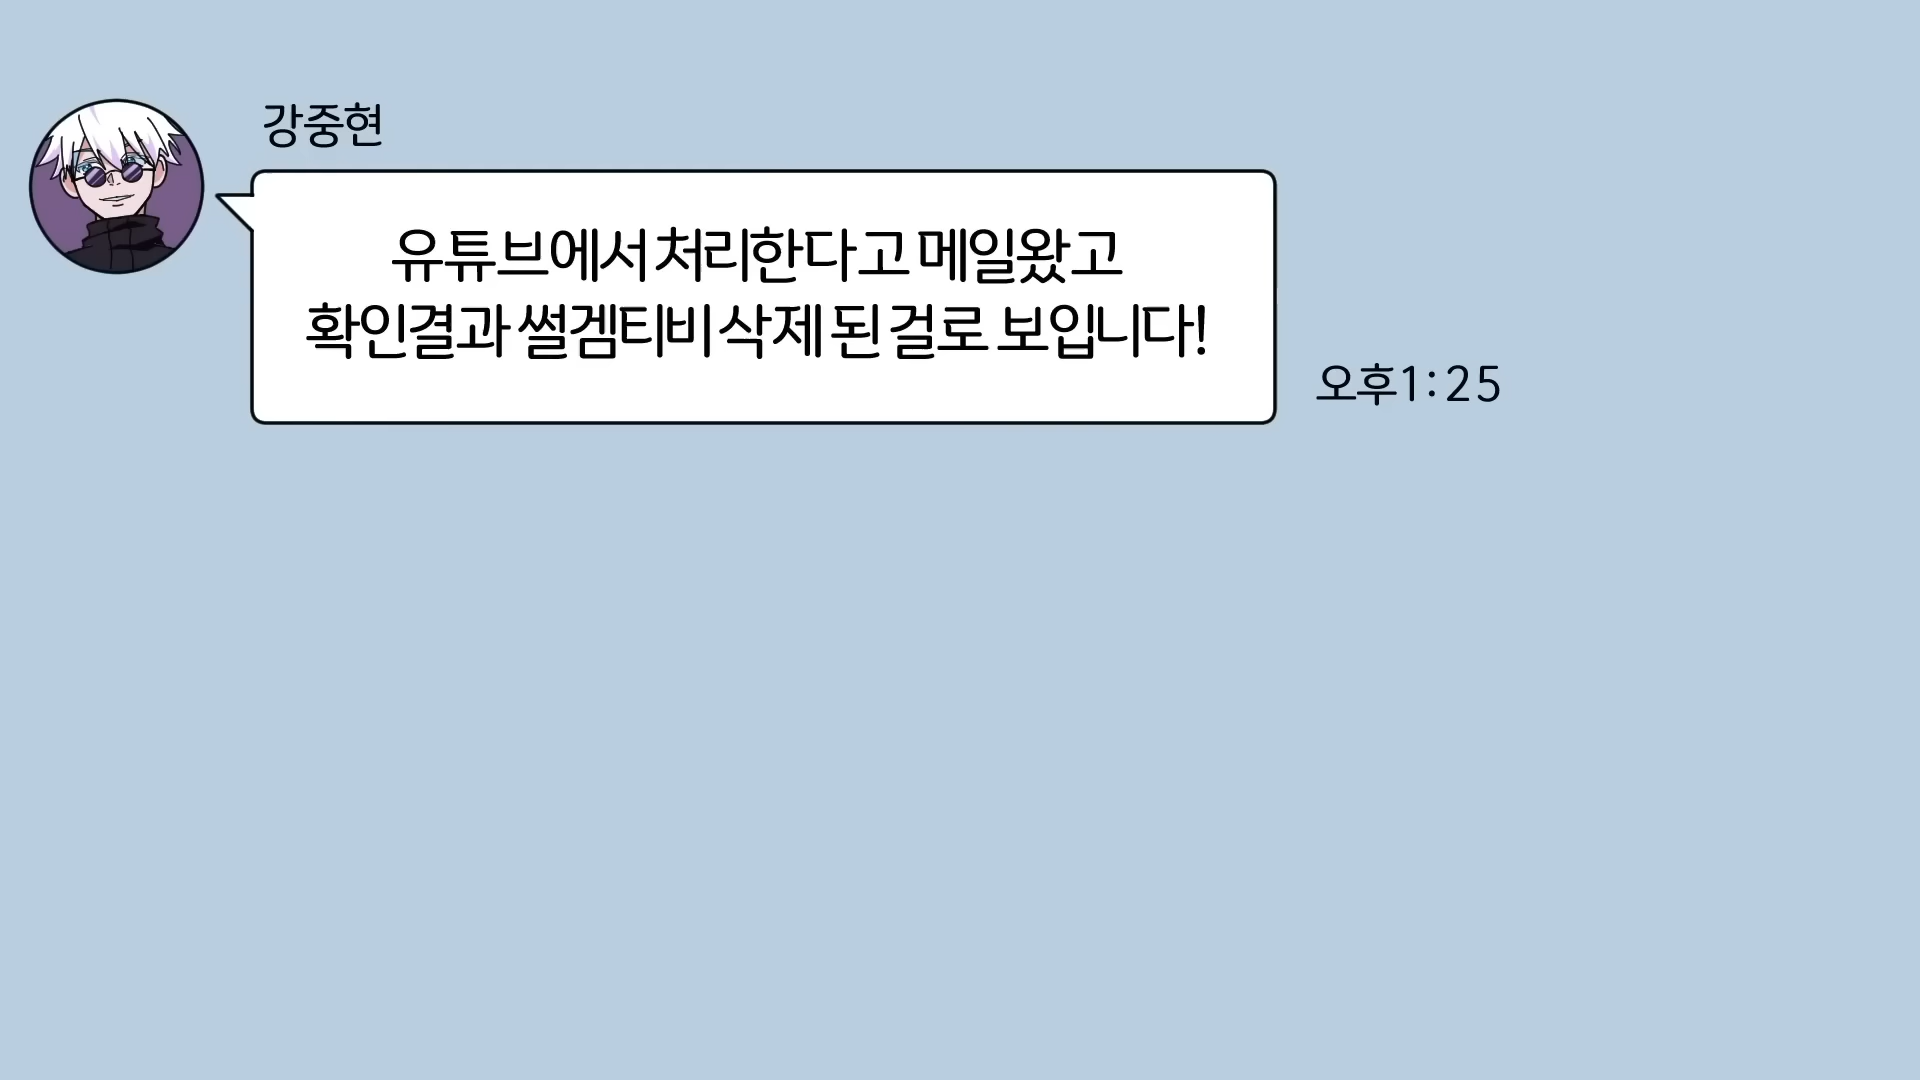 강중현
유튜브에서 처리한다고 메일왔고
확인결과 썰겜티비 삭제 된 걸로 보입니다!
오후 1:25